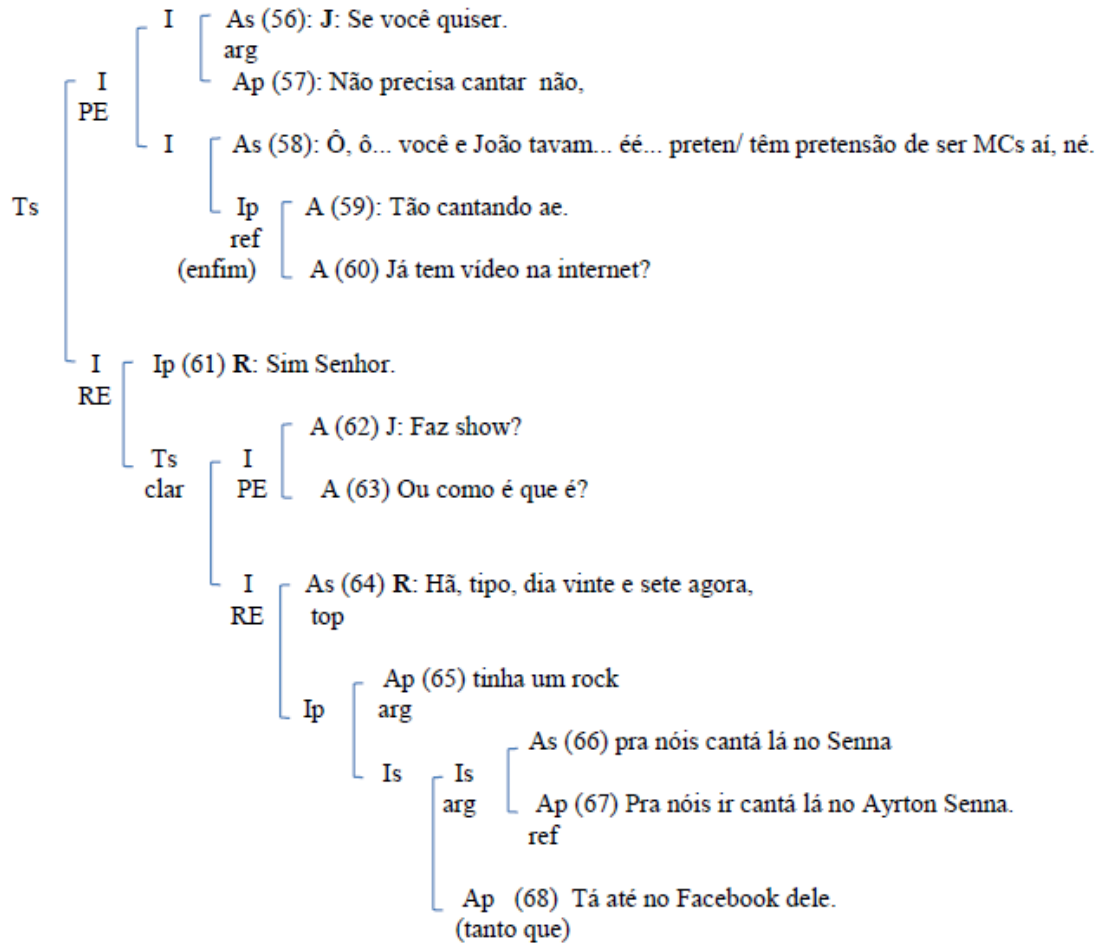 I As (56): J: Se você quiser.
arg
I Ap (57): Não precisa cantar não,
PE
I As (58): Ô, ô... você e João tavam... éé... preten/ têm pretensão de ser MCs aí, né.
Ts Ip A (59): Tão cantando ae.
ref
(enfim) A (60) Já tem vídeo na internet?
I Ip (61) R: Sim Senhor.
RE
A (62) J: Faz show?
Ts I
clar PE A (63) Ou como é que é?
I As (64) R: Hã, tipo, dia vinte e sete agora,
RE top
Ap (65) tinha um rock
Ip arg
As (66) pra nóis cantá lá no Senna
Is Is
arg Ap (67) Pra nóis ir cantá lá no Ayrton Senna.
ref
Ap (68) Tá até no Facebook dele.
(tanto que)